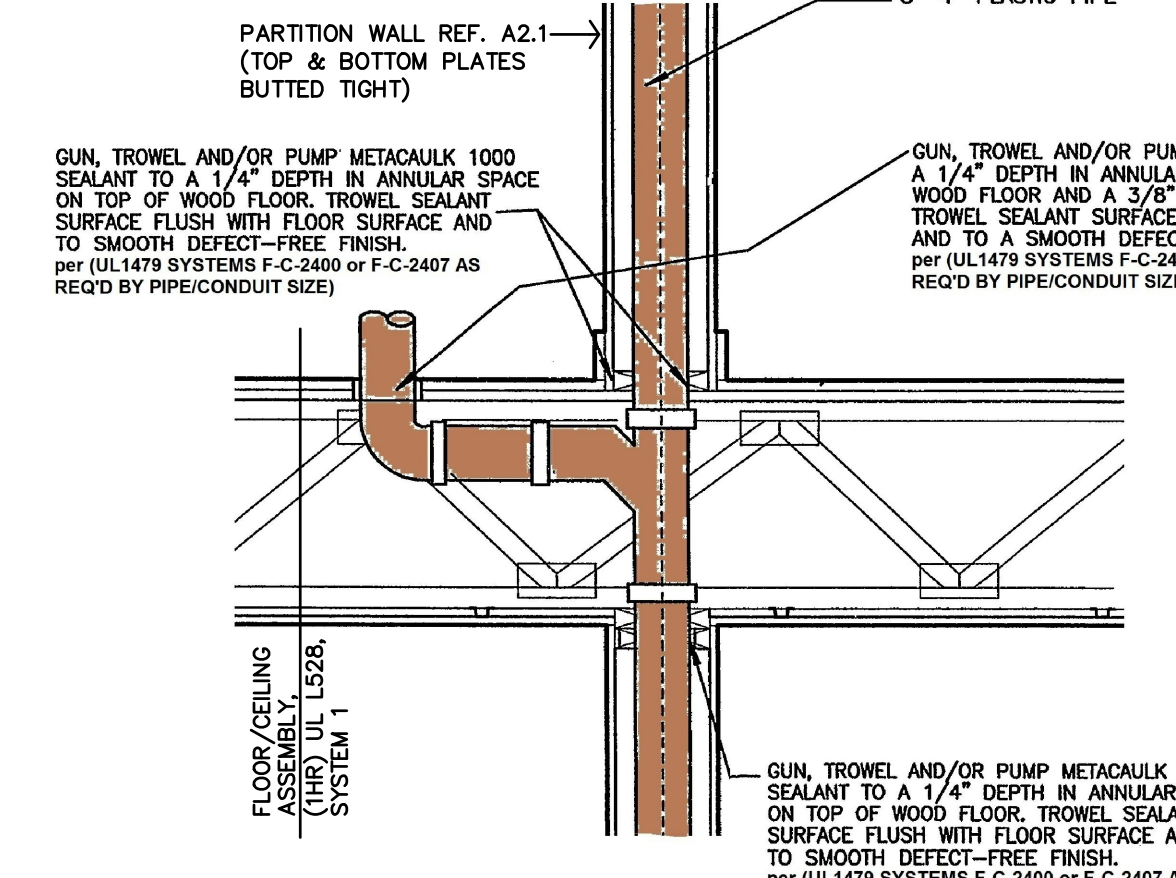 PARTITION WALL REF. A2.1
(TOP & BOTTOM PLATES
BUTTED TIGHT)
GUN, TROWEL AND/OR PUMP METACAULK 1000
SEALANT TO A 1/4" DEPTH IN ANNULAR SPACE
ON TOP OF WOOD FLOOR. TROWEL SEALANT
SURFACE FLUSH WITH FLOOR SURFACE AND
TO SMOOTH DEFECT-FREE FINISH.
per (UL1479 SYSTEMS F-C-2400 or F-C-2407 AS
REQ'D BY PIPE/CONDUIT SIZE)
GUN, TROWEL AND/OR
A 1/4" DEPTH IN
WOOD FLOOR AND A 3/8"
TROWEL SEALANT SURFACE
AND TO A SMOOTH
per (UL1479 SYSTEMS
REQ'D BY PIPE/CONDUIT
FLOOR/CEILING
ASSEMBLY,
(1HR) UL L528,
SYSTEM 1
GUN, TROWEL AND/OR PUMP METACAULK
SEALANT TO A 1/4" DEPTH IN ANNULAR
ON TOP OF WOOD FLOOR. TROWEL
SURFACE FLUSH WITH FLOOR SURFACE
TO SMOOTH DEFECT-FREE FINISH.
per (UL1479 SYSTEMS F-C-2400 or F-C-2407